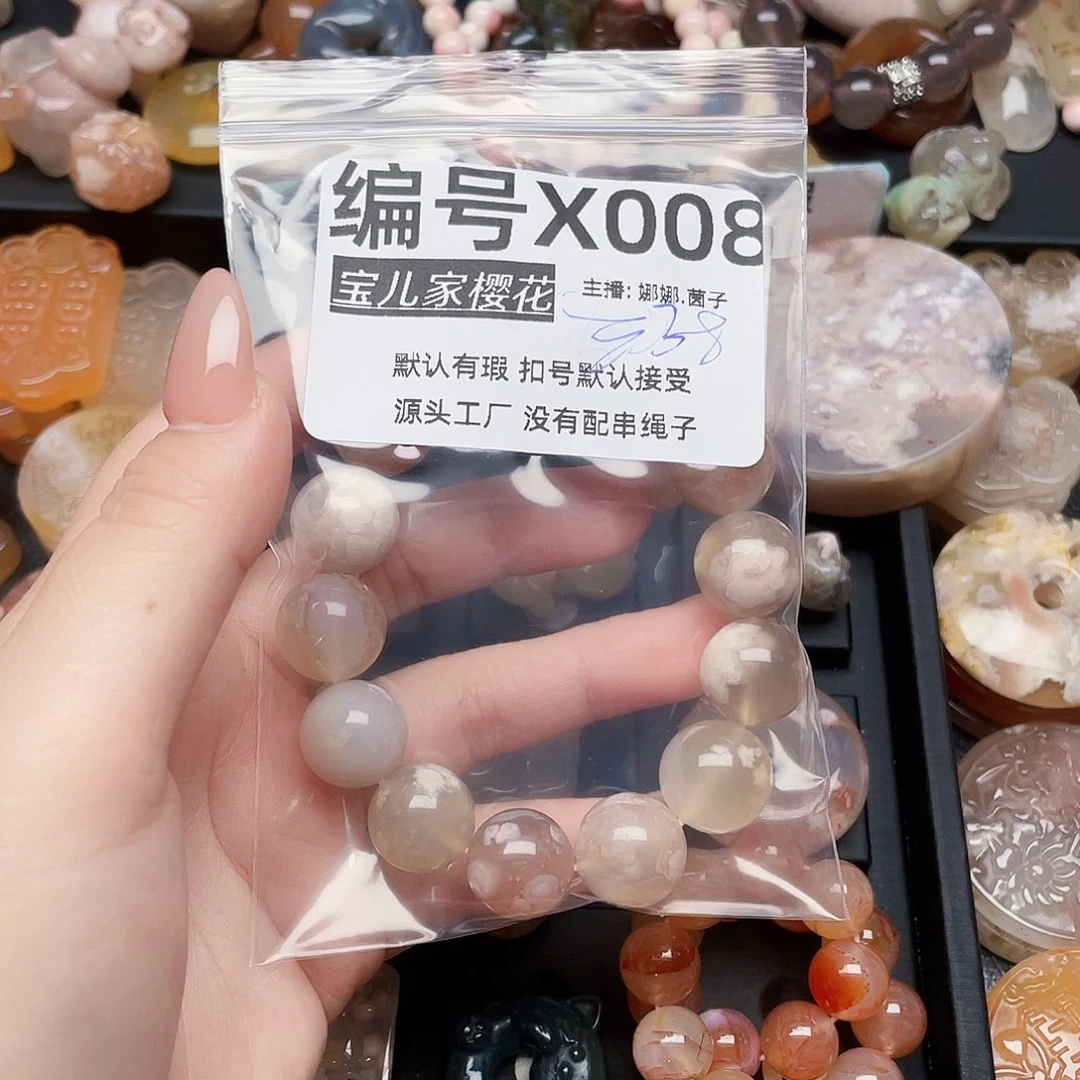 编号X008
宝儿家樱花
主播: 娜娜.茵子
默认有瑕 扣号默认接受
源头工厂 没有配串绳子